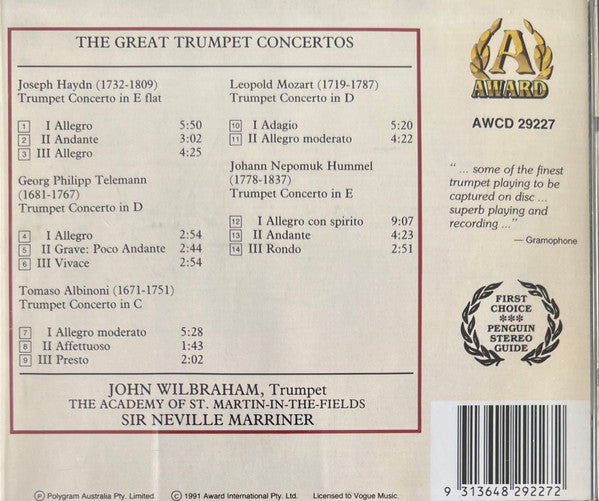 THE GREAT TRUMPET CONCERTOS
Joseph Haydn (1732-1809)
Trumpet Concerto in E flat
1 I Allegro 5:50
2 II Andante 3:02
3 III Allegro 4:25
Georg Philipp Telemann
(1681-1767)
Trumpet Concerto in D
4 I Allegro 2:54
5 II Grave: Poco Andante 2:44
6 III Vivace 2:54
Tomaso Albinoni (1671-1751)
Trumpet Concerto in C
7 I Allegro moderato 5:28
8 II Affettuoso 1:43
9 III Presto 2:02
Leopold Mozart (1719-1787)
Trumpet Concerto in D
10 I Adagio 5:20
11 II Allegro moderato 4:22
Johann Nepomuk Hummel
(1778-1837)
Trumpet Concerto in E
12 I Allegro con spirito 9:07
13 II Andante 4:23
14 III Rondo 2:51
JOHN WILBRAHAM, Trumpet
THE ACADEMY OF ST. MARTIN-IN-THE-FIELDS
SIR NEVILLE MARRINER
A
AWARD
AWCD 29227
" ... some of the finest
trumpet playing to be
captured on disc ...
superb playing and
recording ..."
— Gramophone
FIRST
CHOICE
***
PENGUIN
STEREO
GUIDE
9 313648 292272
Ⓟ Polygram Australia Pty. Limited. © 1991 Award International Pty. Ltd. Licensed to Vogue Music.